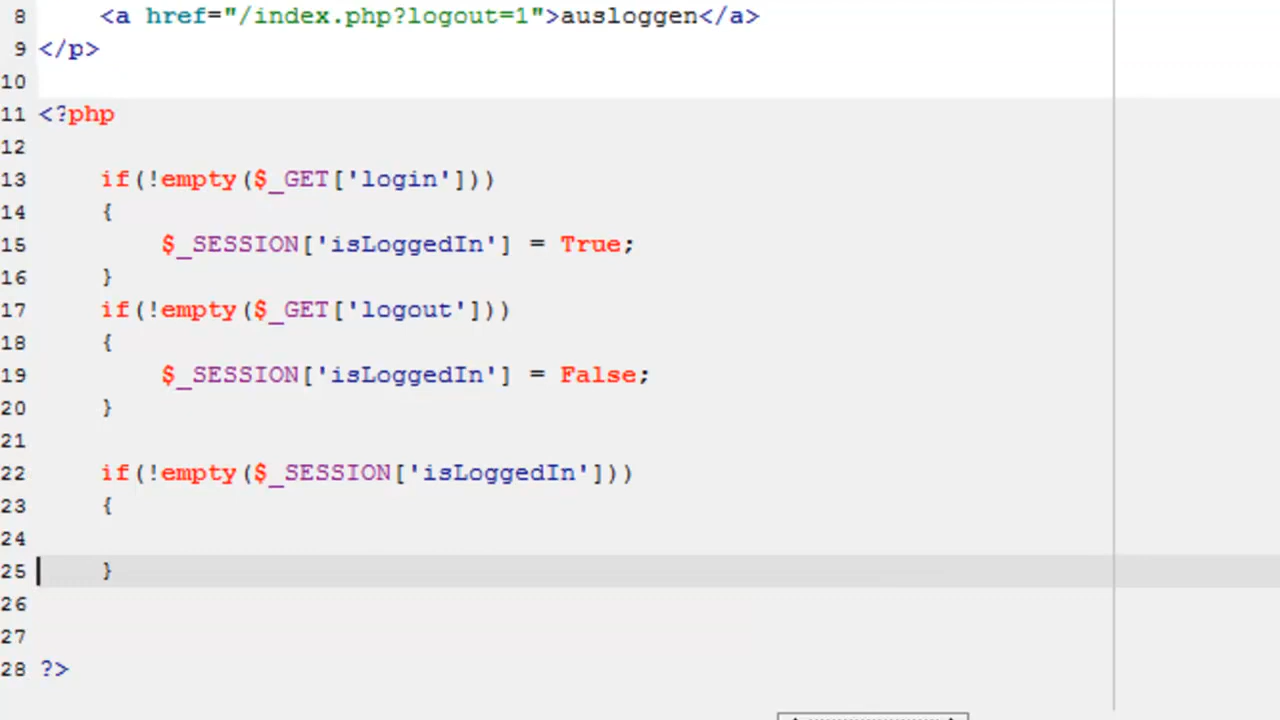 8 <a href="/index.php?logout=1">ausloggen</a>
9 </p>
10
11 <?php
12
13 if(!empty($_GET['login']))
14 {
15 $_SESSION['isLoggedIn'] = True;
16 }
17 if(!empty($_GET['logout']))
18 {
19 $_SESSION['isLoggedIn'] = False;
20 }
21
22 if(!empty($_SESSION['isLoggedIn']))
23 {
24
25 }
26
27
28 ?>